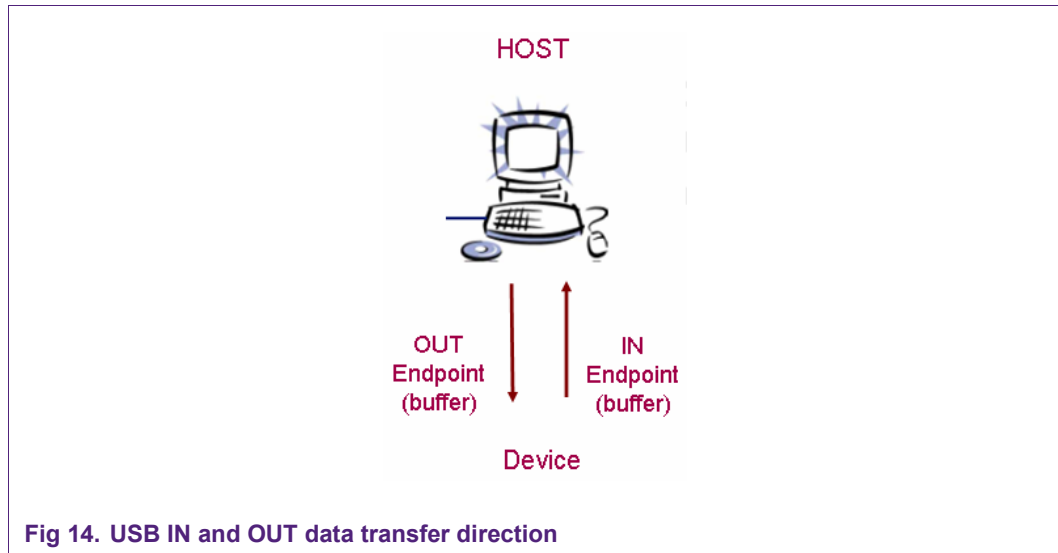 HOST
OUT
Endpoint
(buffer)
IN
Endpoint
(buffer)
Device
Fig 14. USB IN and OUT data transfer direction